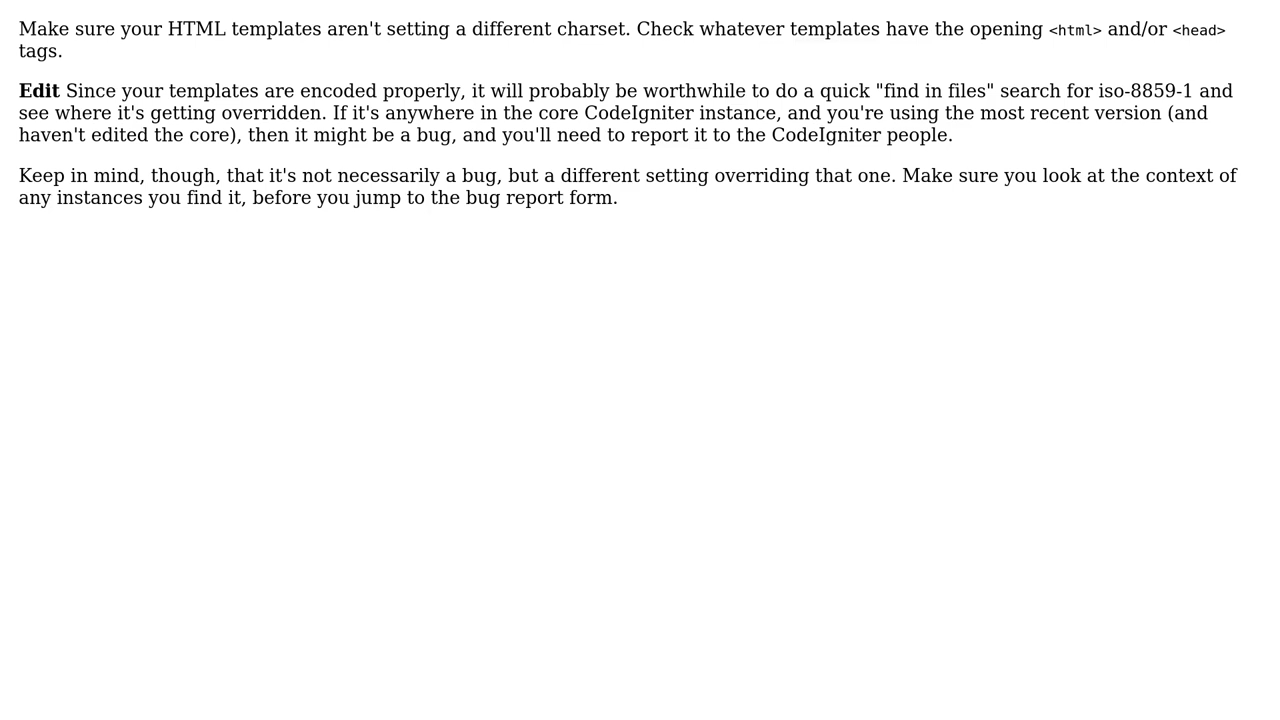 Make sure your HTML templates aren't setting a different charset. Check whatever templates have the opening <html> and/or <head>
tags.
Edit Since your templates are encoded properly, it will probably be worthwhile to do a quick "find in files" search for iso-8859-1 and
see where it's getting overridden. If it's anywhere in the core CodeIgniter instance, and you're using the most recent version (and
haven't edited the core), then it might be a bug, and you'll need to report it to the CodeIgniter people.
Keep in mind, though, that it's not necessarily a bug, but a different setting overriding that one. Make sure you look at the context of
any instances you find it, before you jump to the bug report form.